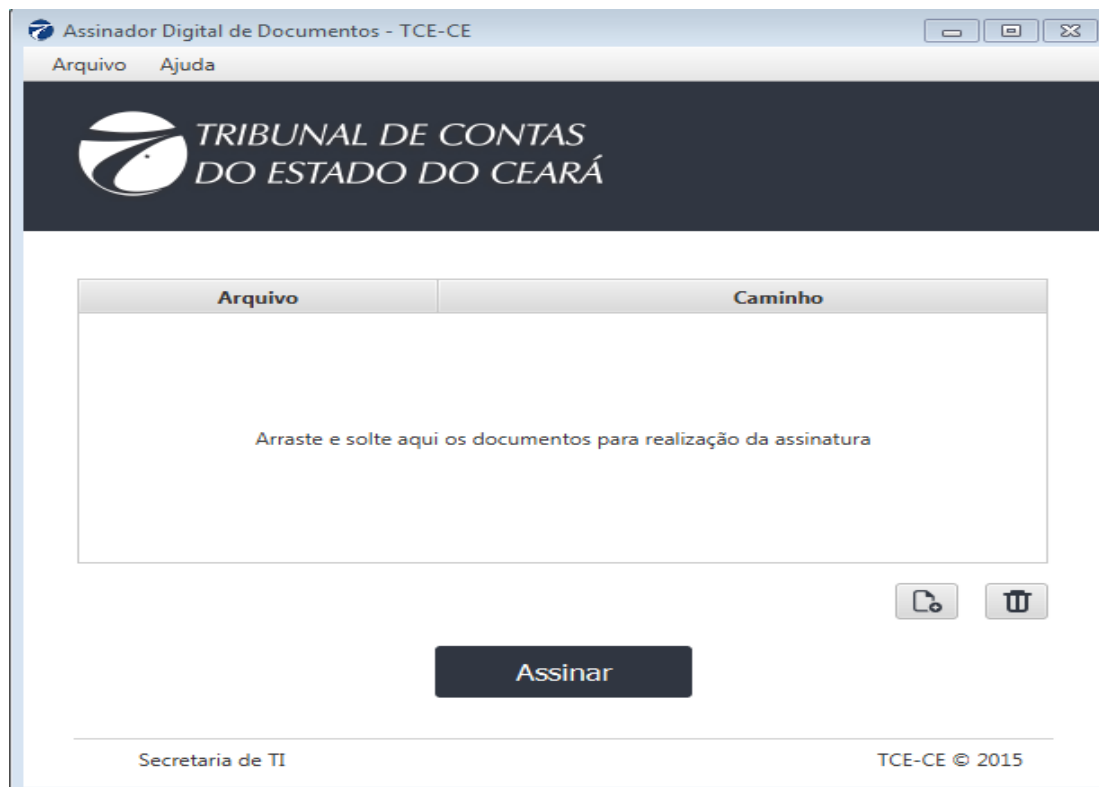 Assinador Digital de Documentos - TCE-CE
Arquivo Ajuda
TRIBUNAL DE CONTAS
DO ESTADO DO CEARÁ
Arquivo Caminho
Arraste e solte aqui os documentos para realização da assinatura
Assinar
Secretaria de TI TCE-CE © 2015